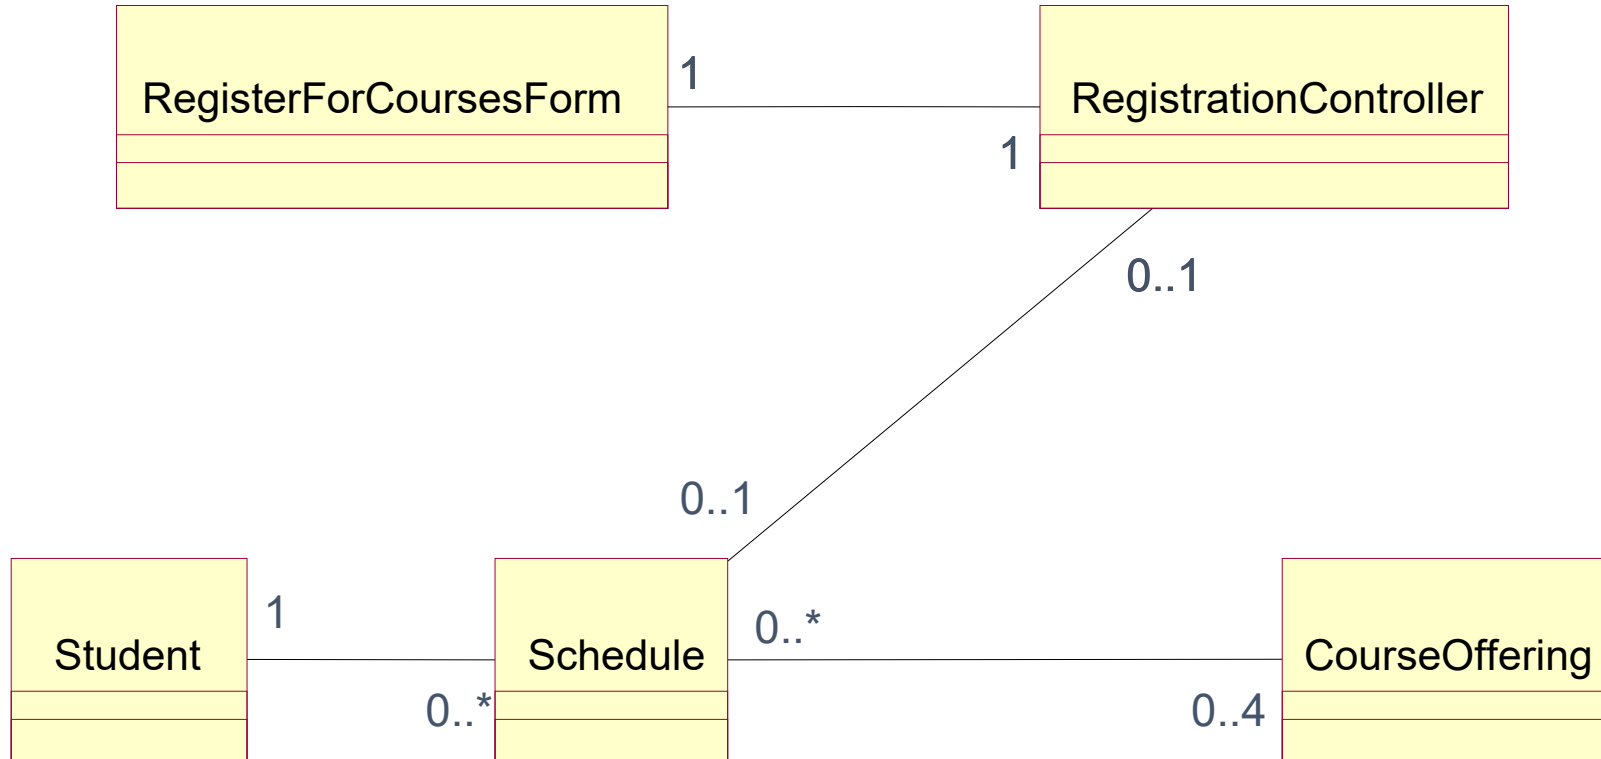 RegisterForCoursesForm
1
RegistrationController
1
0..1
0..1
Student
1
0..*
Schedule
0..*
0..4
CourseOffering